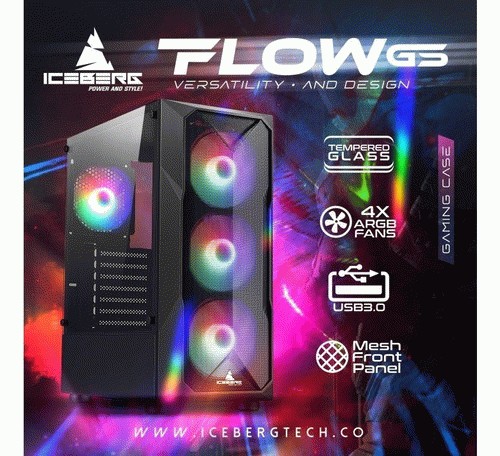 ICEBERG
POWER AND STYLE!
FLOW GS
VERSATILITY · AND DESIGN
TEMPERED
GLASS
4X
ARGB
FANS
USB3.0
Mesh
Front
Panel
GAMING CASE
ICEBERG
WWW.ICEBERGTECH.CO